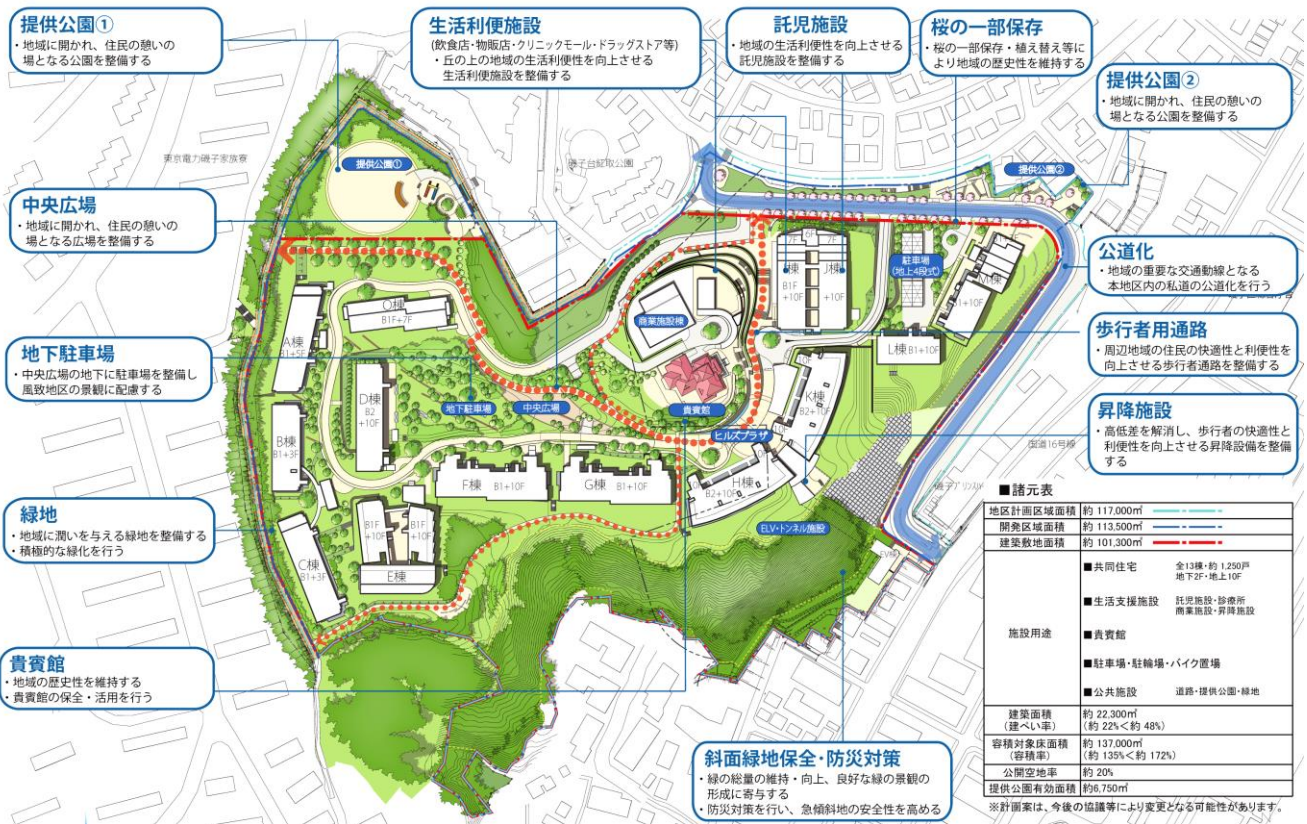 提供公園①
・地域に開かれ、住民の憩いの
場となる公園を整備する
生活利便施設
(飲食店・物販店・クリニックモール・ドラッグストア等)
・丘の上の地域の生活利便性を向上させる
生活利便施設を整備する
託児施設
・地域の生活利便性を向上させる
託児施設を整備する
桜の一部保存
・桜の一部保存・植え替え等に
より地域の歴史性を維持する
提供公園②
・地域に開かれ、住民の憩いの
場となる公園を整備する
中央広場
・地域に開かれ、住民の憩いの
場となる広場を整備する
地下駐車場
・中央広場の地下に駐車場を整備し
風致地区の景観に配慮する
緑地
・地域に潤いを与える緑地を整備する
・積極的な緑化を行う
貴賓館
・地域の歴史性を維持する
・貴賓館の保全・活用を行う
公道化
・地域の重要な交通動線となる
本地区内の私道の公道化を行う
歩行者用通路
・周辺地域の住民の快適性と利便性を
向上させる歩行者通路を整備する
昇降施設
・高低差を解消し、歩行者の快適性と
利便性を向上させる昇降設備を整備
する
斜面緑地保全・防災対策
・緑の総量の維持・向上、良好な緑の景観の
形成に寄与する
・防災対策を行い、急傾斜地の安全性を高める
東京電力磯子家族寮
提供公園①
提供公園②
O棟
B1F+7F
A棟
B1+5F
D棟
B2
+10F
B棟
B1+3F
C棟
B1+3F
B1F
+10F
B1F
+10F
E棟
F棟 B1+10F
G棟 B1+10F
H棟
B2+10F
K棟
B2+10F
L棟 B1+10F
B1F
+10F
J棟
+10F
駐車場
(地上4段式)
商業施設棟
貴賓館
地下駐車場
中央広場
ヒルズプラザ
ELV・トンネル施設
国道16号線
■諸元表
地区計画区域面積 約 117,000㎡
開発区域面積 約 113,500㎡
建築敷地面積 約 101,300㎡
施設用途
■共同住宅 全13棟・約 1,250戸
地下2F・地上10F
■生活支援施設 託児施設・診療所
商業施設・昇降施設
■貴賓館
■駐車場・駐輪場・バイク置場
■公共施設 道路・提供公園・緑地
建築面積 約 22,300㎡
(建ぺい率) (約 22%<約 48%)
容積対象床面積 約 137,000㎡
(容積率) (約 135%<約 172%)
公開空地率 約 20%
提供公園有効面積 約6,750㎡
※計画案は、今後の協議等により変更となる可能性があります。